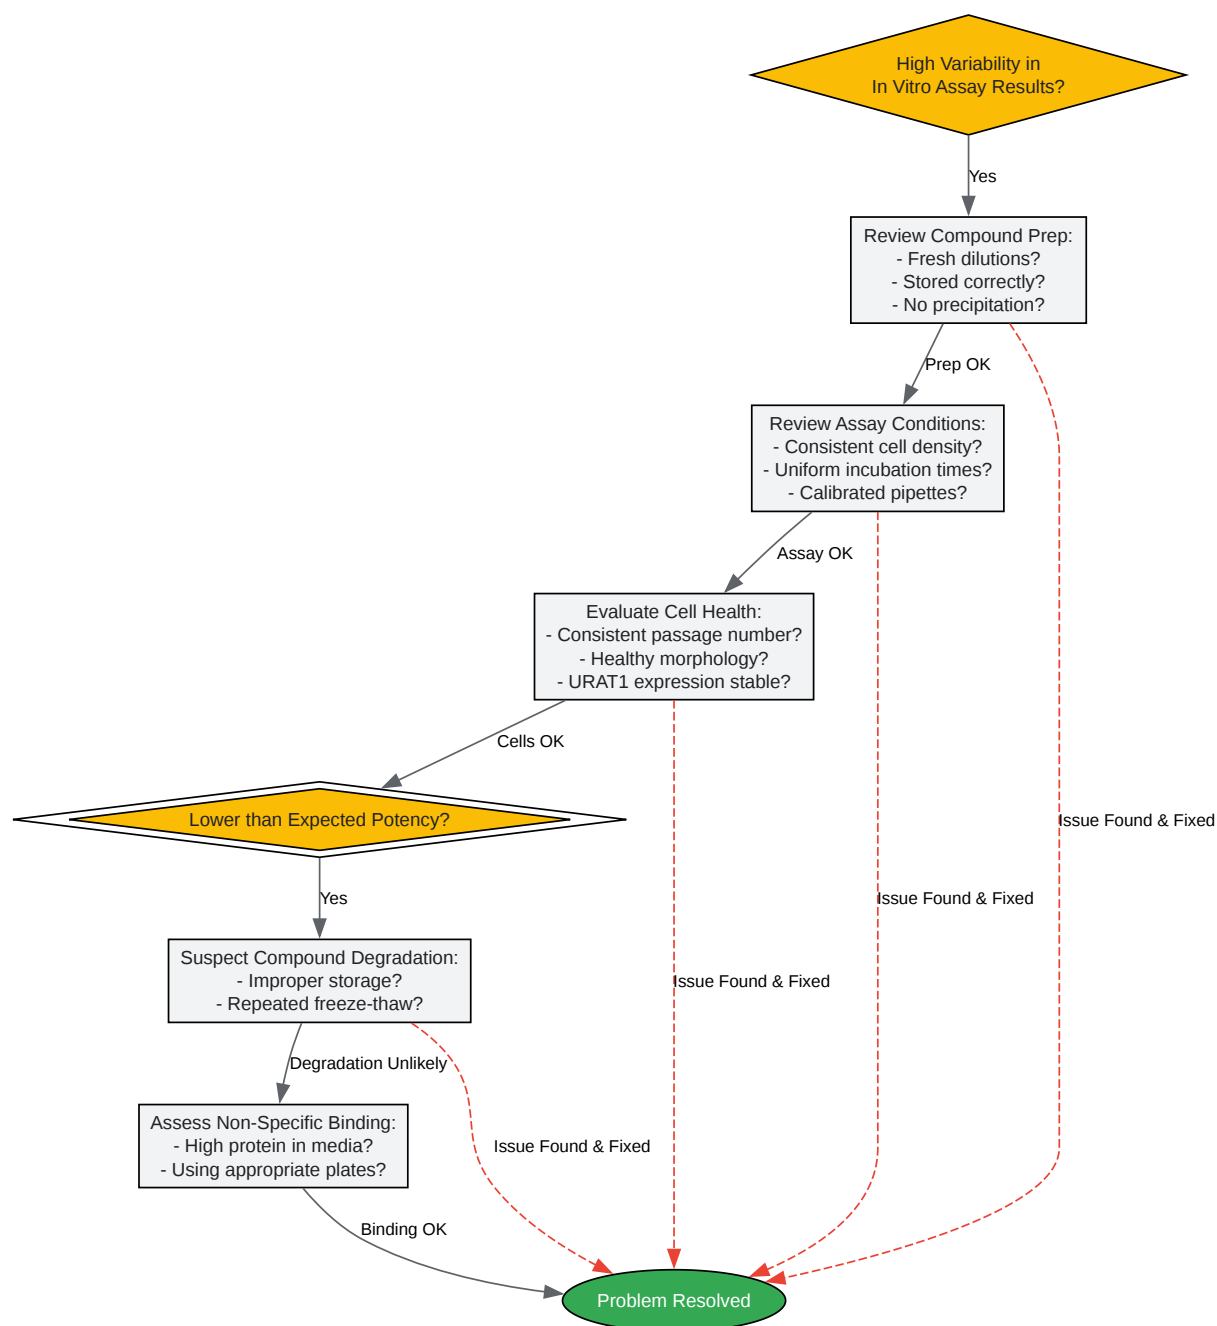 High Variability in
In Vitro Assay Results?
Yes
Review Compound Prep:
- Fresh dilutions?
- Stored correctly?
- No precipitation?
Prep OK
Review Assay Conditions:
- Consistent cell density?
- Uniform incubation times?
- Calibrated pipettes?
Assay OK
Evaluate Cell Health:
- Consistent passage number?
- Healthy morphology?
- URAT1 expression stable?
Cells OK
Lower than Expected Potency?
Issue Found & Fixed
Yes
Issue Found & Fixed
Suspect Compound Degradation:
- Improper storage?
- Repeated freeze-thaw?
Issue Found & Fixed
Degradation Unlikely
Assess Non-Specific Binding:
- High protein in media?
- Using appropriate plates?
Issue Found & Fixed
Binding OK
Problem Resolved